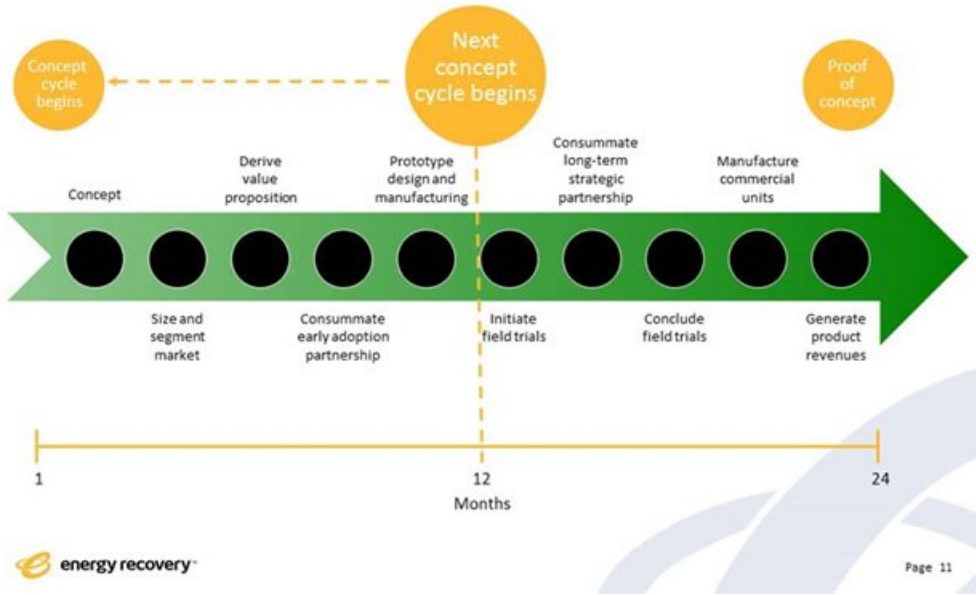 Concept
cycle
begins
Next
concept
cycle begins
Proof
of
concept
Concept
Derive
value
proposition
Prototype
design and
manufacturing
Consummate
long-term
strategic
partnership
Manufacture
commercial
units
Size and
segment
market
Consummate
early adoption
partnership
Initiate
field trials
Conclude
field trials
Generate
product
revenues
1
12
24
Months
energy recovery™
Page 11